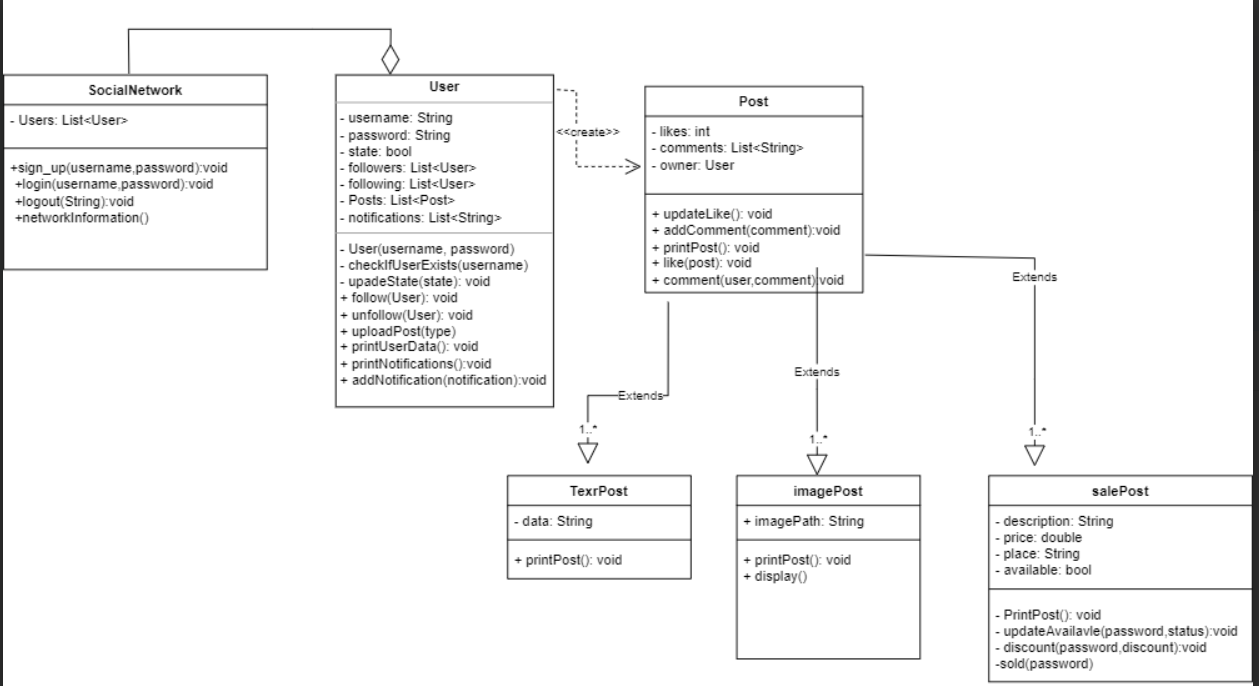 SocialNetwork
- Users: List<User>
+sign_up(username,password):void
+login(username,password):void
+logout(String):void
+networkInformation()
User
- username: String
- password: String
- state: bool
- followers: List<User>
- following: List<User>
- Posts: List<Post>
- notifications: List<String>
- User(username, password)
- checkIfUserExists(username)
- upadeState(state): void
+ follow(User): void
+ unfollow(User): void
+ uploadPost(type)
+ printUserData(): void
+ printNotifications():void
+ addNotification(notification):void
<<create>>
Post
- likes: int
- comments: List<String>
- owner: User
+ updateLike(): void
+ addComment(comment):void
+ printPost(): void
+ like(post): void
+ comment(user,comment):void
Extends
1..*
Extends
1..*
Extends
1..*
TexrPost
- data: String
+ printPost(): void
imagePost
+ imagePath: String
+ printPost(): void
+ display()
salePost
- description: String
- price: double
- place: String
- available: bool
- PrintPost(): void
- updateAvailavle(password,status):void
- discount(password,discount):void
-sold(password)